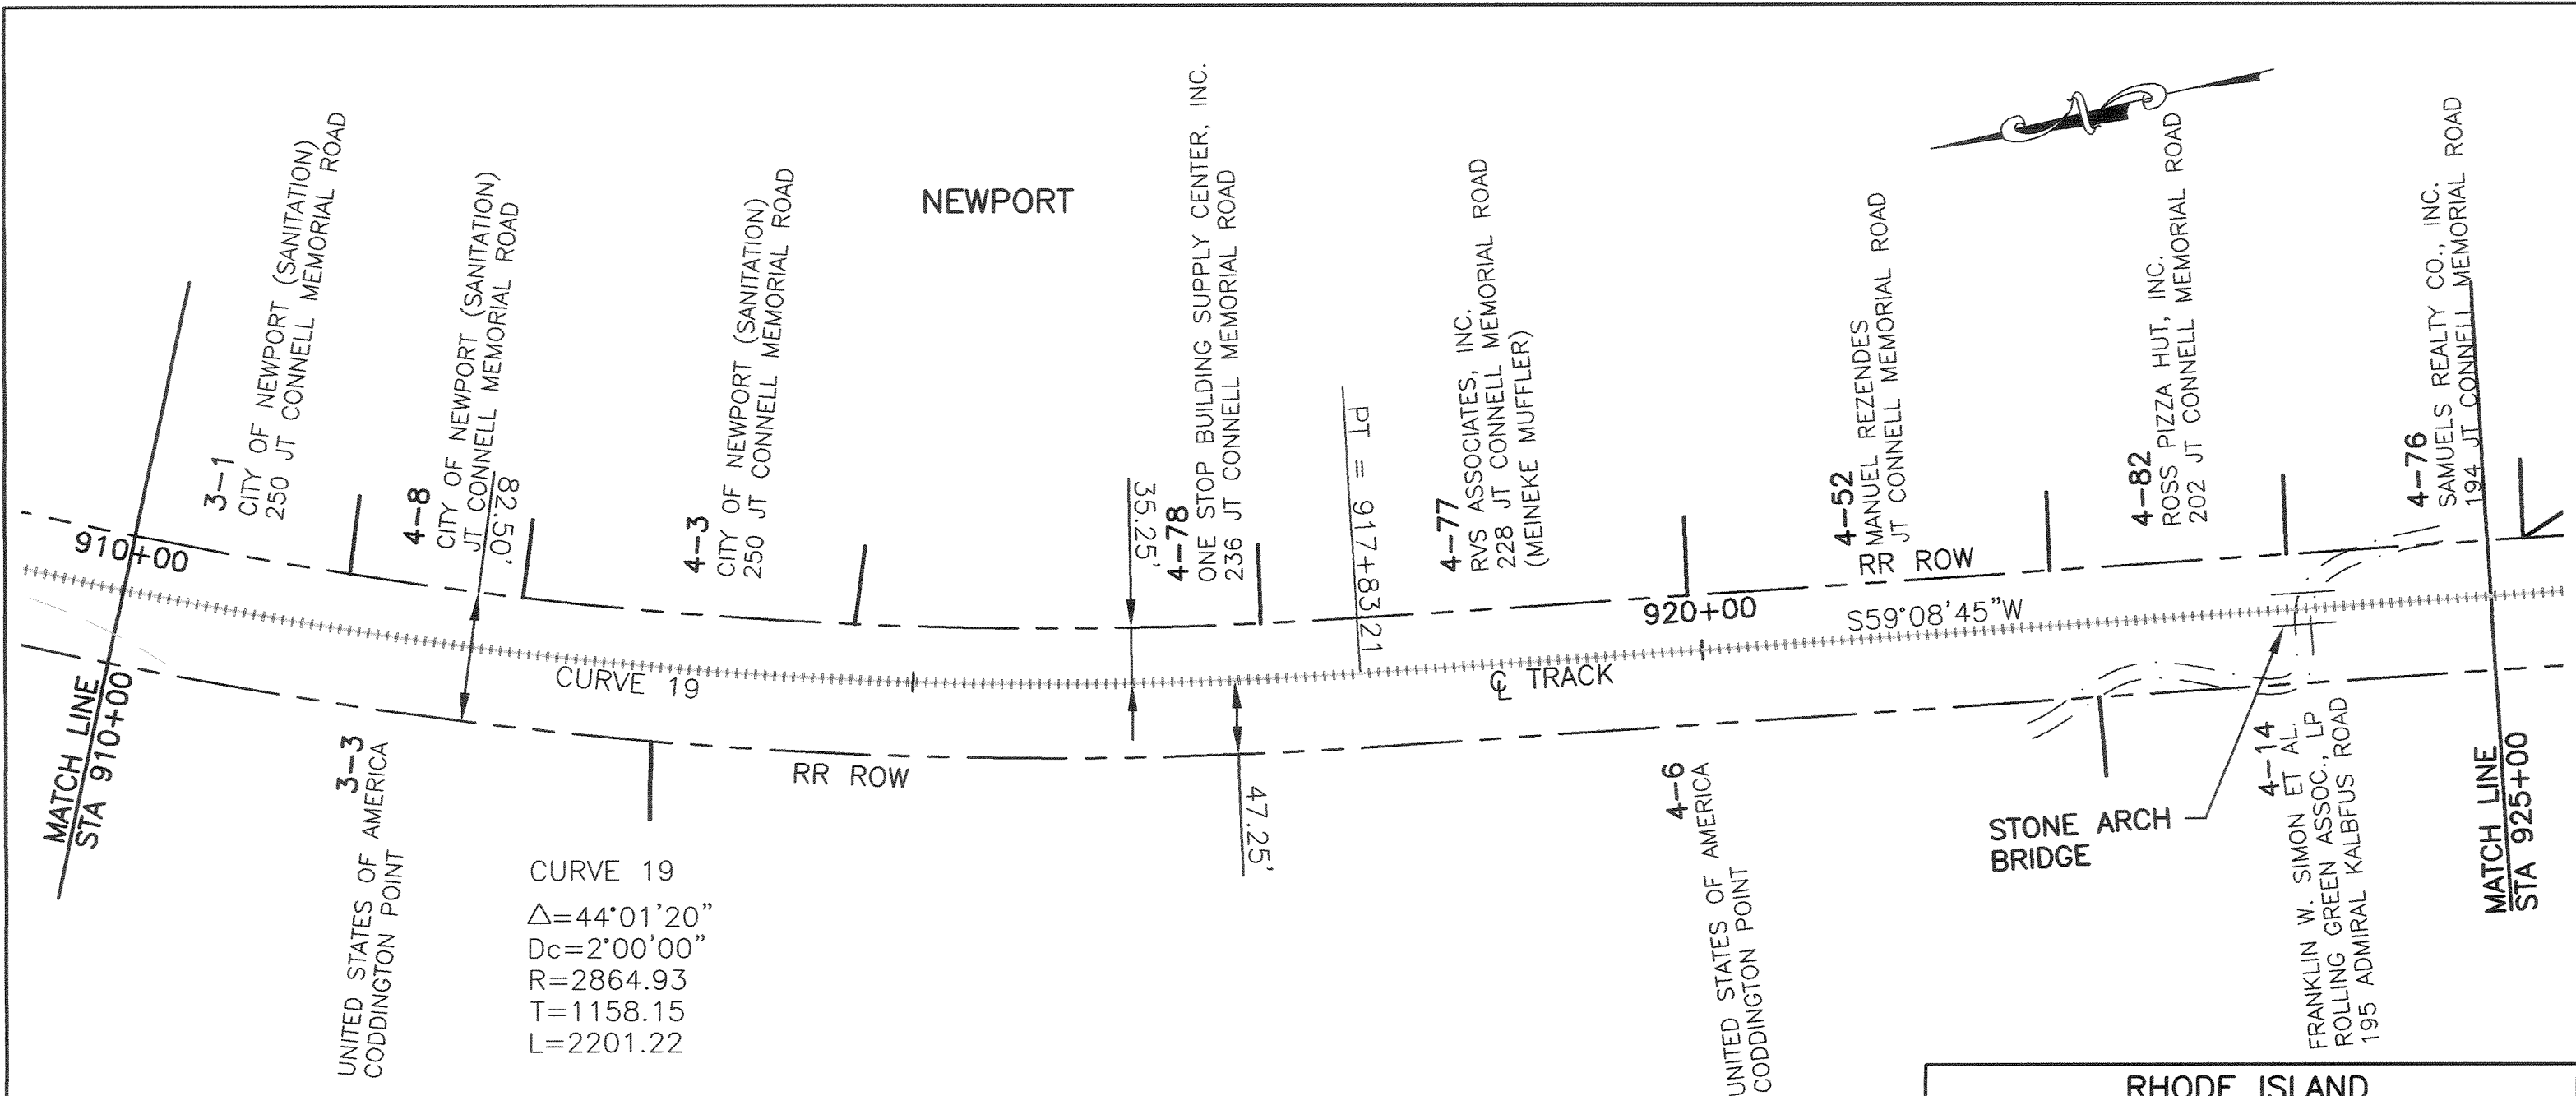 NEWPORT
3-1
CITY OF NEWPORT (SANITATION)
250 JT CONNELL MEMORIAL ROAD
4-8
CITY OF NEWPORT (SANITATION)
JT CONNELL MEMORIAL ROAD
82.50'
4-3
CITY OF NEWPORT (SANITATION)
250 JT CONNELL MEMORIAL ROAD
35.25'
4-78
ONE STOP BUILDING SUPPLY CENTER, INC.
236 JT CONNELL MEMORIAL ROAD
PT = 917+83.21
4-77
RVS ASSOCIATES, INC.
228 JT CONNELL MEMORIAL ROAD
(MEINEKE MUFFLER)
4-52
MANUEL REZENDES
JT CONNELL MEMORIAL ROAD
RR ROW
4-82
ROSS PIZZA HUT, INC.
202 JT CONNELL MEMORIAL ROAD
4-76
SAMUELS REALTY CO., INC.
194 JT CONNELL MEMORIAL ROAD
N
910+00
920+00
S59°08'45"W
CURVE 19
℄ TRACK
MATCH LINE
STA 910+00
RR ROW
3-3
UNITED STATES OF AMERICA
CODDINGTON POINT
47.25'
CURVE 19
Δ=44°01'20"
Dc=2°00'00"
R=2864.93
T=1158.15
L=2201.22
4-6
UNITED STATES OF AMERICA
CODDINGTON POINT
STONE ARCH
BRIDGE
4-14
FRANKLIN W. SIMON ET AL.
ROLLING GREEN ASSOC., LP
195 ADMIRAL KALBFUS ROAD
MATCH LINE
STA 925+00
RHODE ISLAND